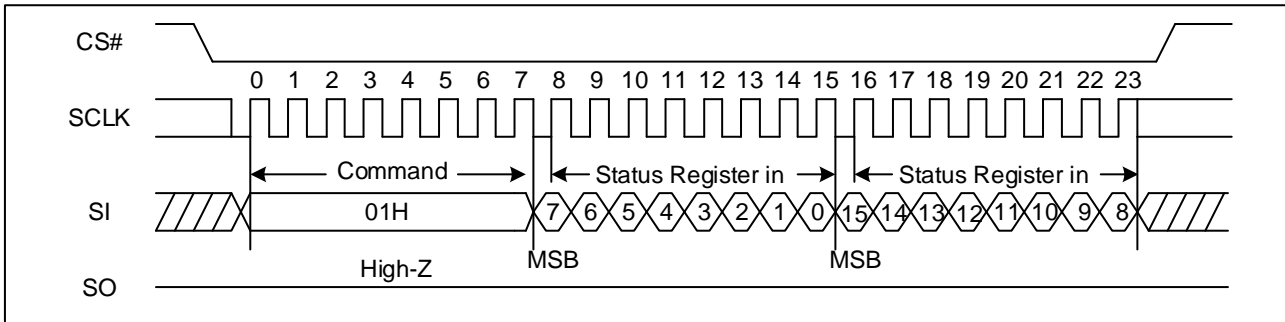 CS#
0 1 2 3 4 5 6 7 8 9 10 11 12 13 14 15 16 17 18 19 20 21 22 23
SCLK
Command Status Register in Status Register in
SI 01H 7 6 5 4 3 2 1 0 15 14 13 12 11 10 9 8
High-Z MSB MSB
SO